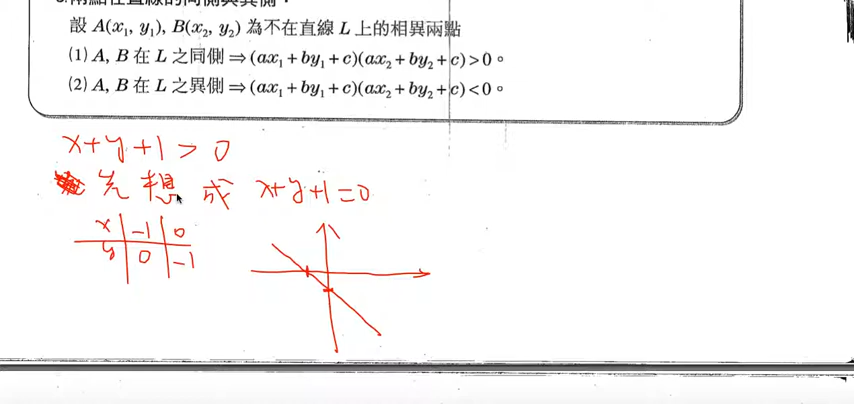 設 A(x₁, y₁), B(x₂, y₂) 為不在直線 L 上的相異兩點
(1) A, B 在 L 之同側 ⇒ (ax₁ + by₁ + c)(ax₂ + by₂ + c) > 0。
(2) A, B 在 L 之異側 ⇒ (ax₁ + by₁ + c)(ax₂ + by₂ + c) < 0。
x+y+1 > 0
先想成 x+y+1=0
x -1 0
y 0 -1